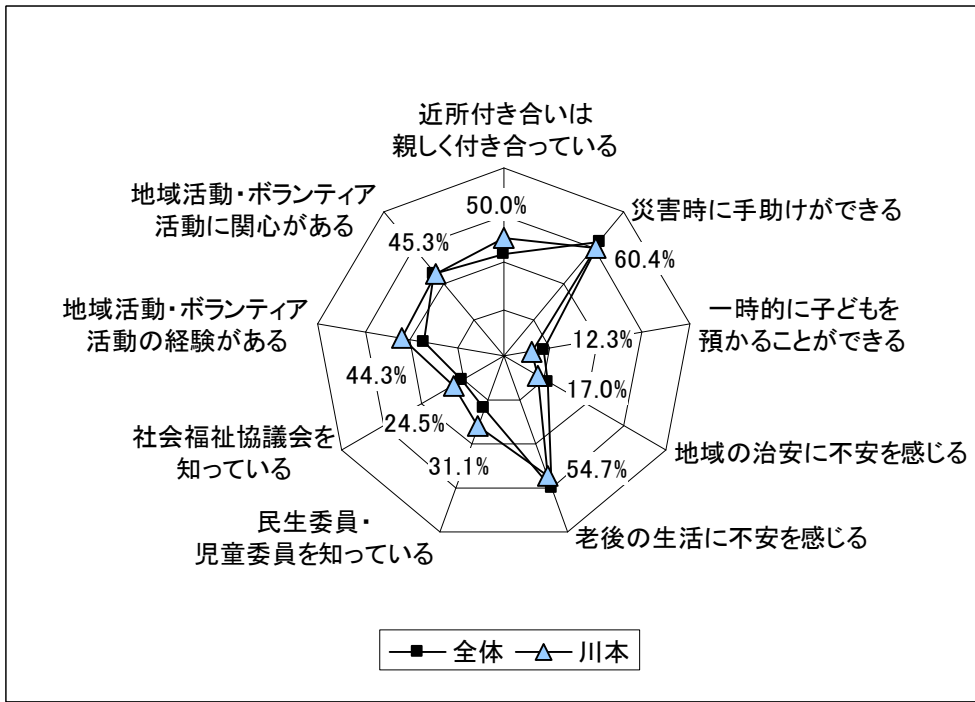 近所付き合いは
親しく付き合っている
50.0%
災害時に手助けができる
60.4%
一時的に子どもを
預かることができる
12.3%
地域の治安に不安を感じる
17.0%
老後の生活に不安を感じる
54.7%
民生委員・
児童委員を知っている
31.1%
社会福祉協議会を
知っている
24.5%
地域活動・ボランティア
活動の経験がある
44.3%
地域活動・ボランティア
活動に関心がある
45.3%
全体
川本